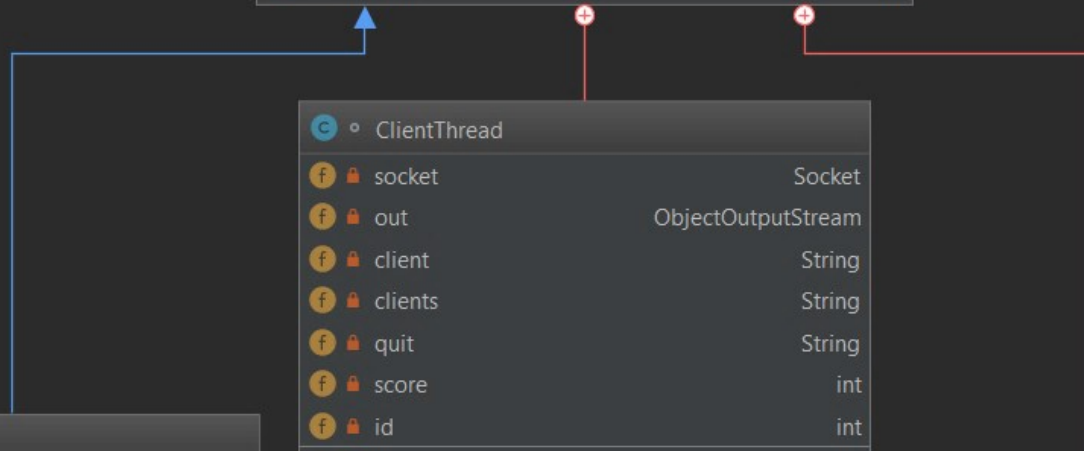 C ClientThread
f socket Socket
f out ObjectOutputStream
f client String
f clients String
f quit String
f score int
f id int